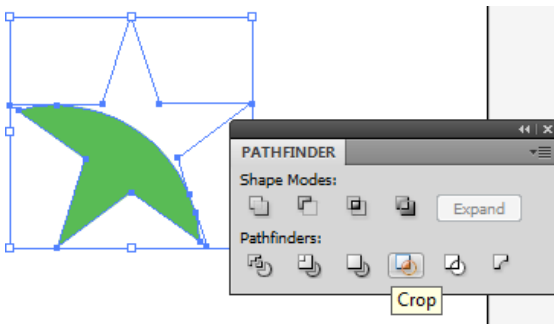 PATHFINDER
Shape Modes:
Expand
Pathfinders:
Crop